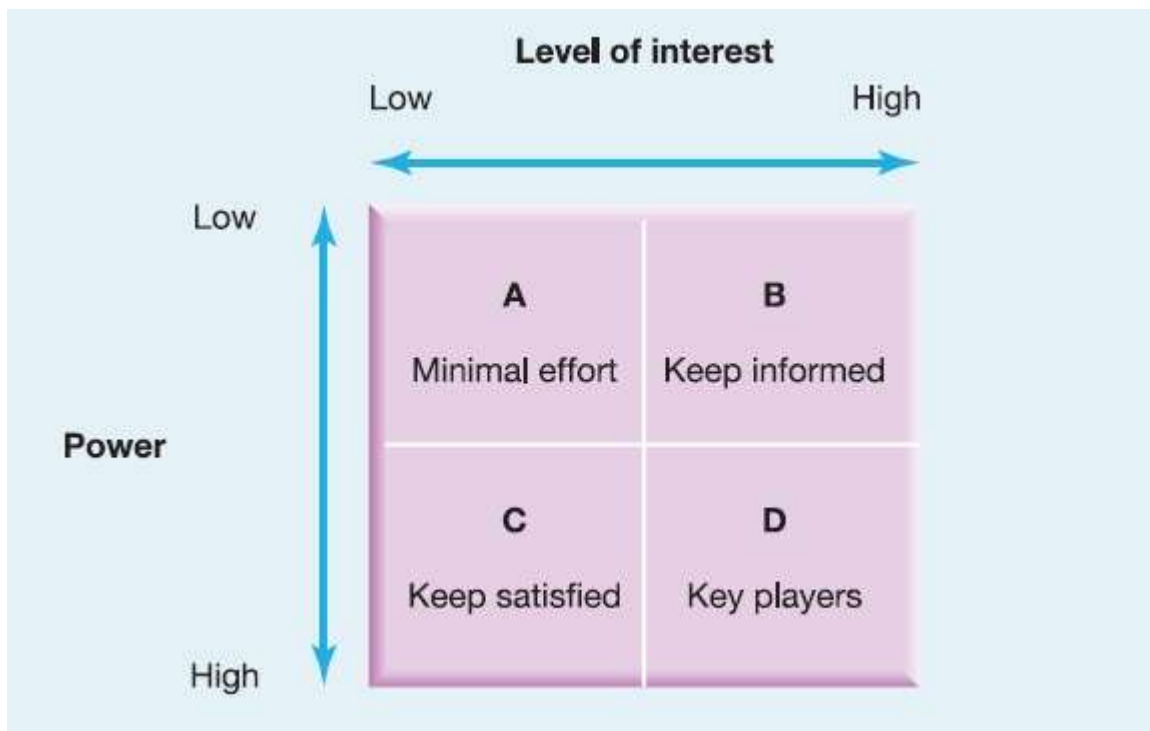 Level of interest
Low High
Low
A B
Minimal effort Keep informed
Power
C D
Keep satisfied Key players
High